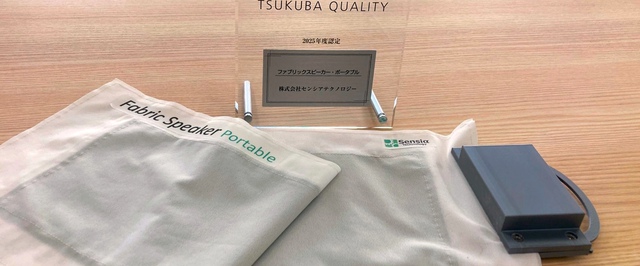 TSUKUBA QUALITY
2025年度認定
ファブリックスピーカー・ポータブル
株式会社センシアテクノロジー
Fabric Speaker Portable
Sensia